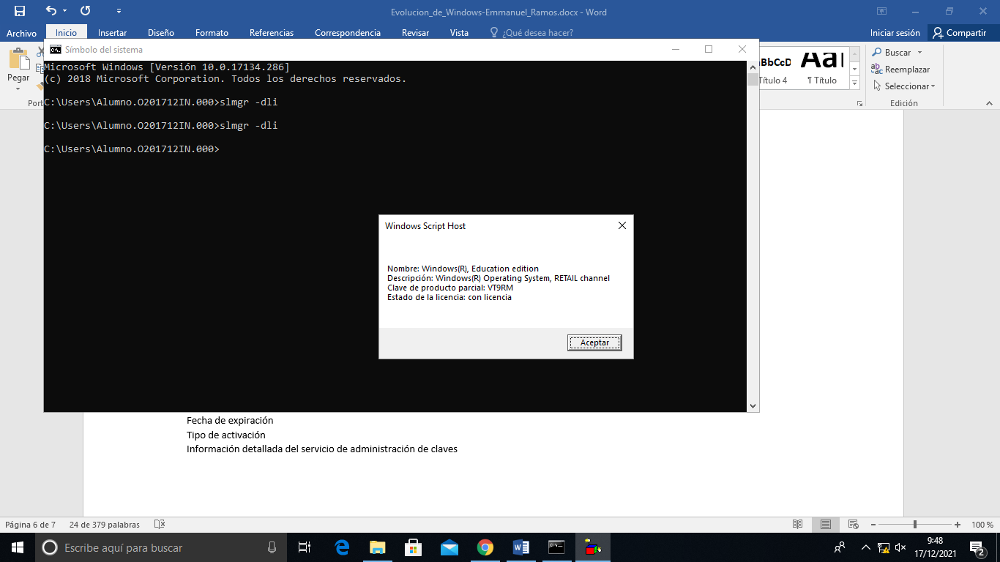 Evolucion_de_Windows-Emmanuel_Ramos.docx - Word
Archivo Inicio Insertar Diseño Formato Referencias Correspondencia Revisar Vista ¿Qué desea hacer? Iniciar sesión Compartir
Símbolo del sistema
Pegar
Título 4
¶ Título
Buscar
Reemplazar
Seleccionar
Edición
Microsoft Windows [Versión 10.0.17134.286]
(c) 2018 Microsoft Corporation. Todos los derechos reservados.
C:\Users\Alumno.O201712IN.000>slmgr -dli
C:\Users\Alumno.O201712IN.000>slmgr -dli
C:\Users\Alumno.O201712IN.000>
Windows Script Host
Nombre: Windows(R), Education edition
Descripción: Windows(R) Operating System, RETAIL channel
Clave de producto parcial: VT9RM
Estado de la licencia: con licencia
Aceptar
Fecha de expiración
Tipo de activación
Información detallada del servicio de administración de claves
Página 6 de 7 24 de 379 palabras 100 %
Escribe aquí para buscar
9:48
17/12/2021
2